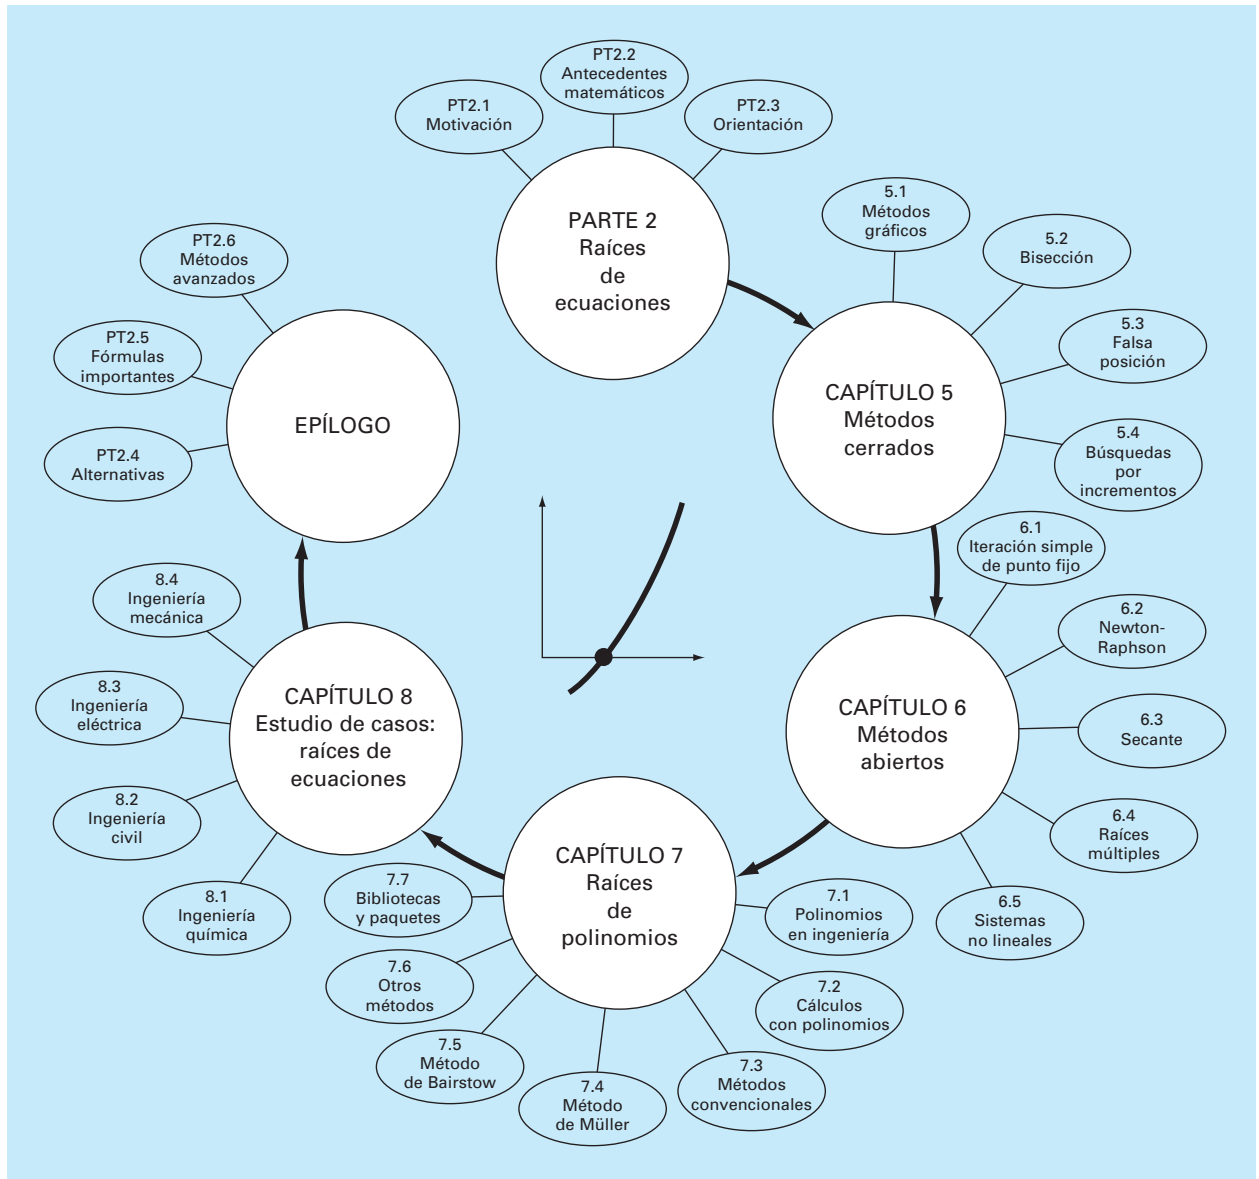 PT2.1
Motivación
PT2.2
Antecedentes
matemáticos
PT2.3
Orientación
PARTE 2
Raíces
de
ecuaciones
5.1
Métodos
gráficos
5.2
Bisección
5.3
Falsa
posición
5.4
Búsquedas
por
incrementos
CAPÍTULO 5
Métodos
cerrados
6.1
Iteración simple
de punto fijo
6.2
Newton-
Raphson
6.3
Secante
6.4
Raíces
múltiples
6.5
Sistemas
no lineales
CAPÍTULO 6
Métodos
abiertos
7.1
Polinomios
en ingeniería
7.2
Cálculos
con polinomios
7.3
Métodos
convencionales
7.4
Método
de Müller
7.5
Método
de Bairstow
7.6
Otros
métodos
7.7
Bibliotecas
y paquetes
CAPÍTULO 7
Raíces
de
polinomios
8.1
Ingeniería
química
8.2
Ingeniería
civil
8.3
Ingeniería
eléctrica
8.4
Ingeniería
mecánica
CAPÍTULO 8
Estudio de casos:
raíces de
ecuaciones
PT2.4
Alternativas
PT2.5
Fórmulas
importantes
PT2.6
Métodos
avanzados
EPÍLOGO